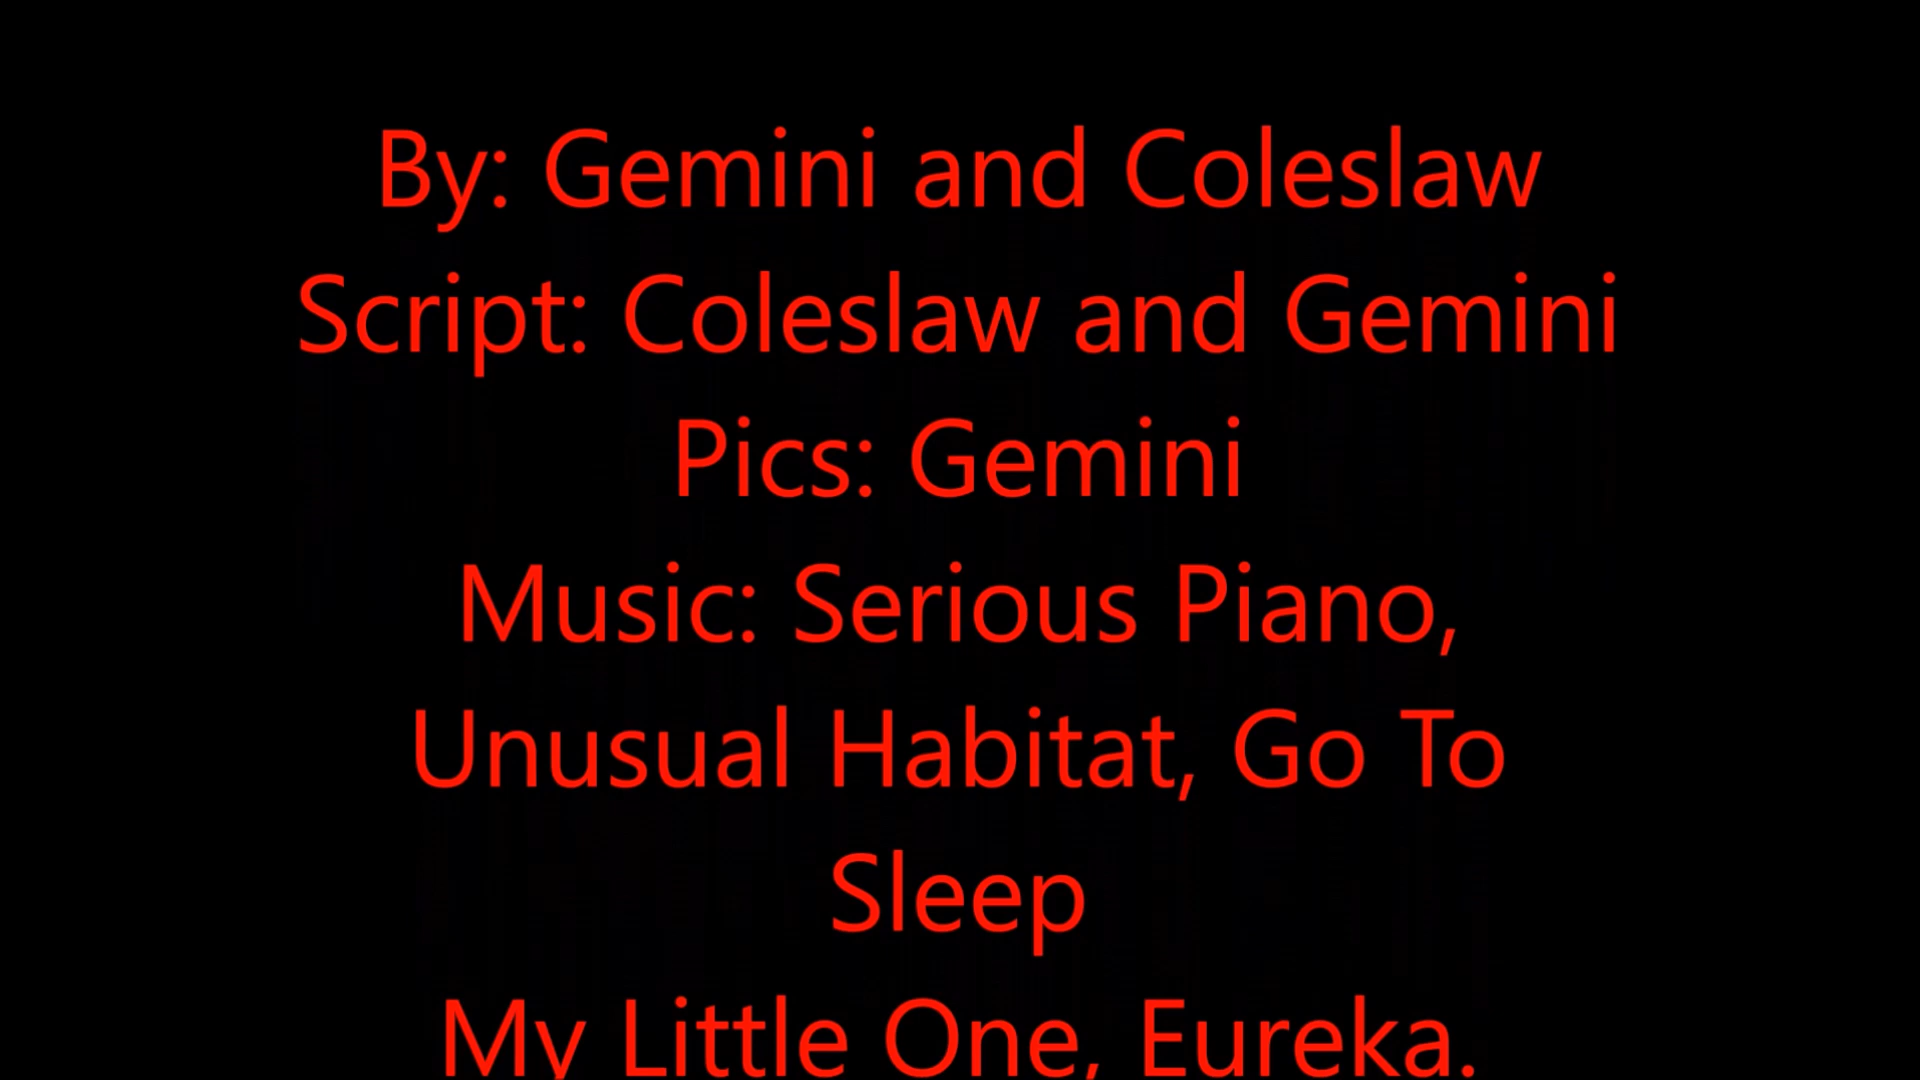 By: Gemini and Coleslaw
Script: Coleslaw and Gemini
Pics: Gemini
Music: Serious Piano,
Unusual Habitat, Go To
Sleep
My Little One, Eureka.